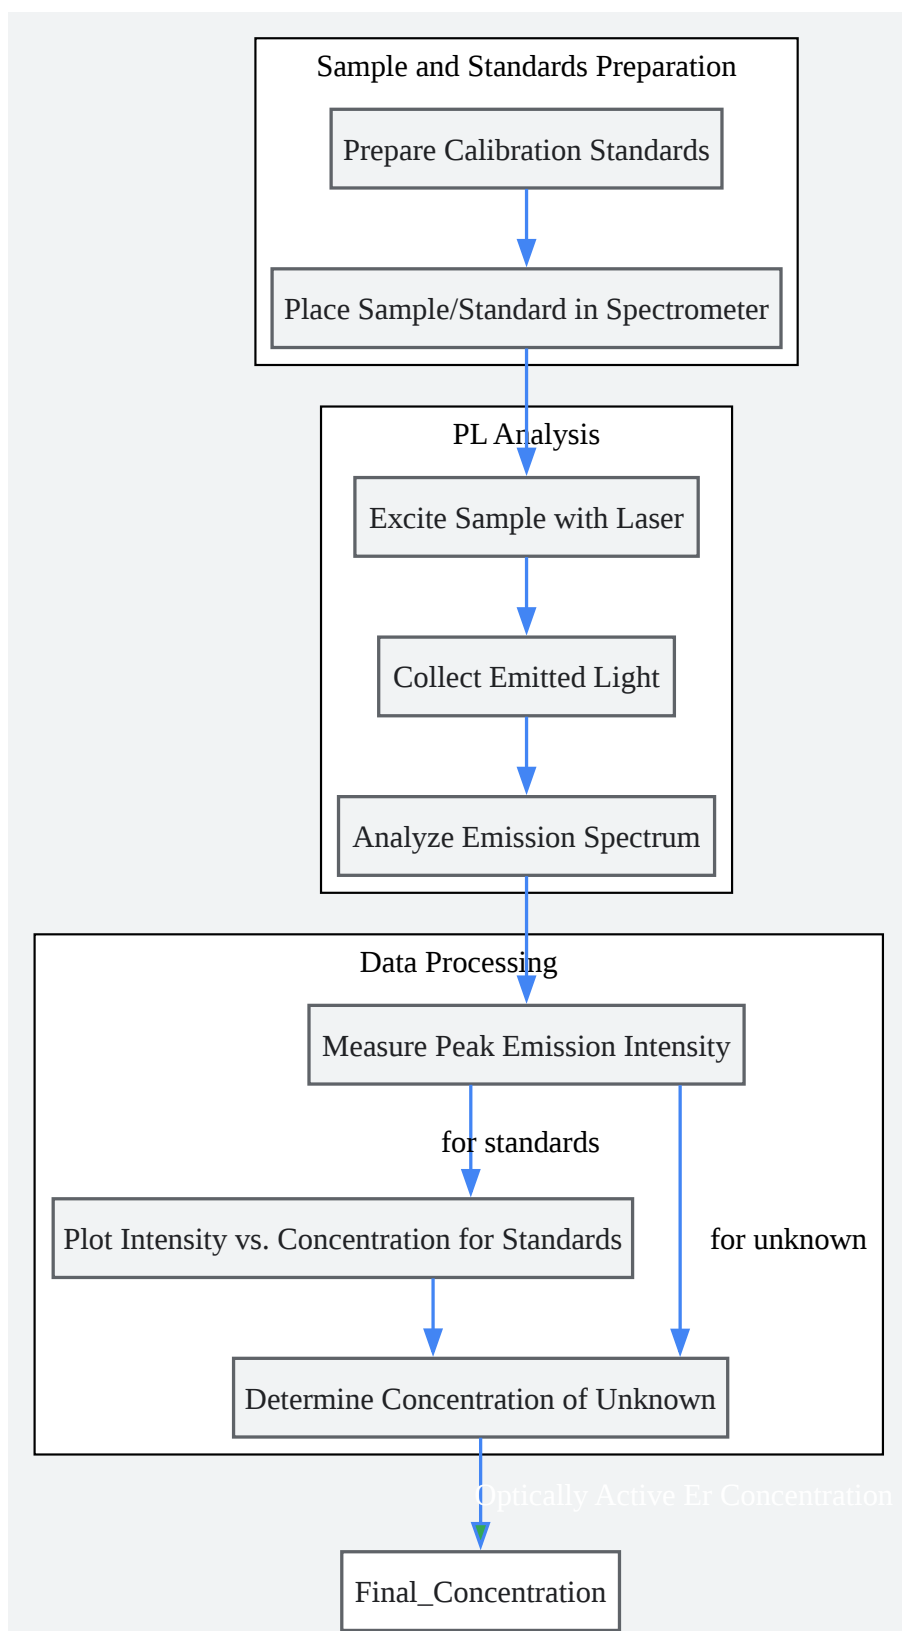 Sample and Standards Preparation
Prepare Calibration Standards
Place Sample/Standard in Spectrometer
PL Analysis
Excite Sample with Laser
Collect Emitted Light
Analyze Emission Spectrum
Data Processing
Measure Peak Emission Intensity
for standards
Plot Intensity vs. Concentration for Standards
for unknown
Determine Concentration of Unknown
Optically Active Er Concentration
Final_Concentration